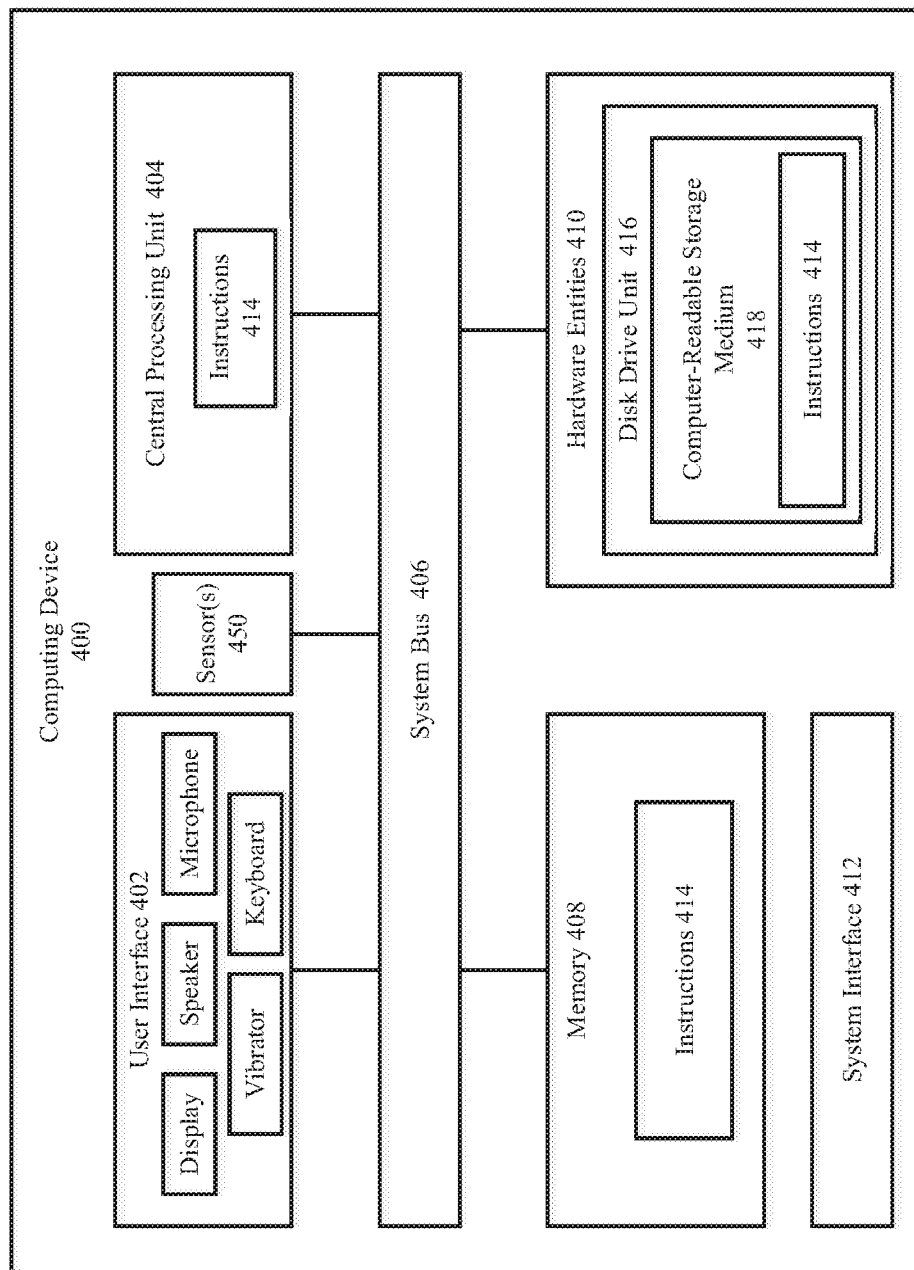 Computing Device
400
User Interface 402
Display
Speaker
Microphone
Vibrator
Keyboard
Sensor(s)
450
Central Processing Unit 404
Instructions
414
System Bus 406
Memory 408
Instructions 414
System Interface 412
Hardware Entities 410
Disk Drive Unit 416
Computer-Readable Storage
Medium
418
Instructions 414